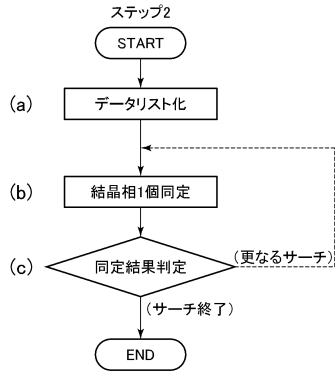 ステップ2
START
(a)
データリスト化
(b)
結晶相1個同定
(更なるサーチ)
(c)
同定結果判定
(サーチ終了)
END